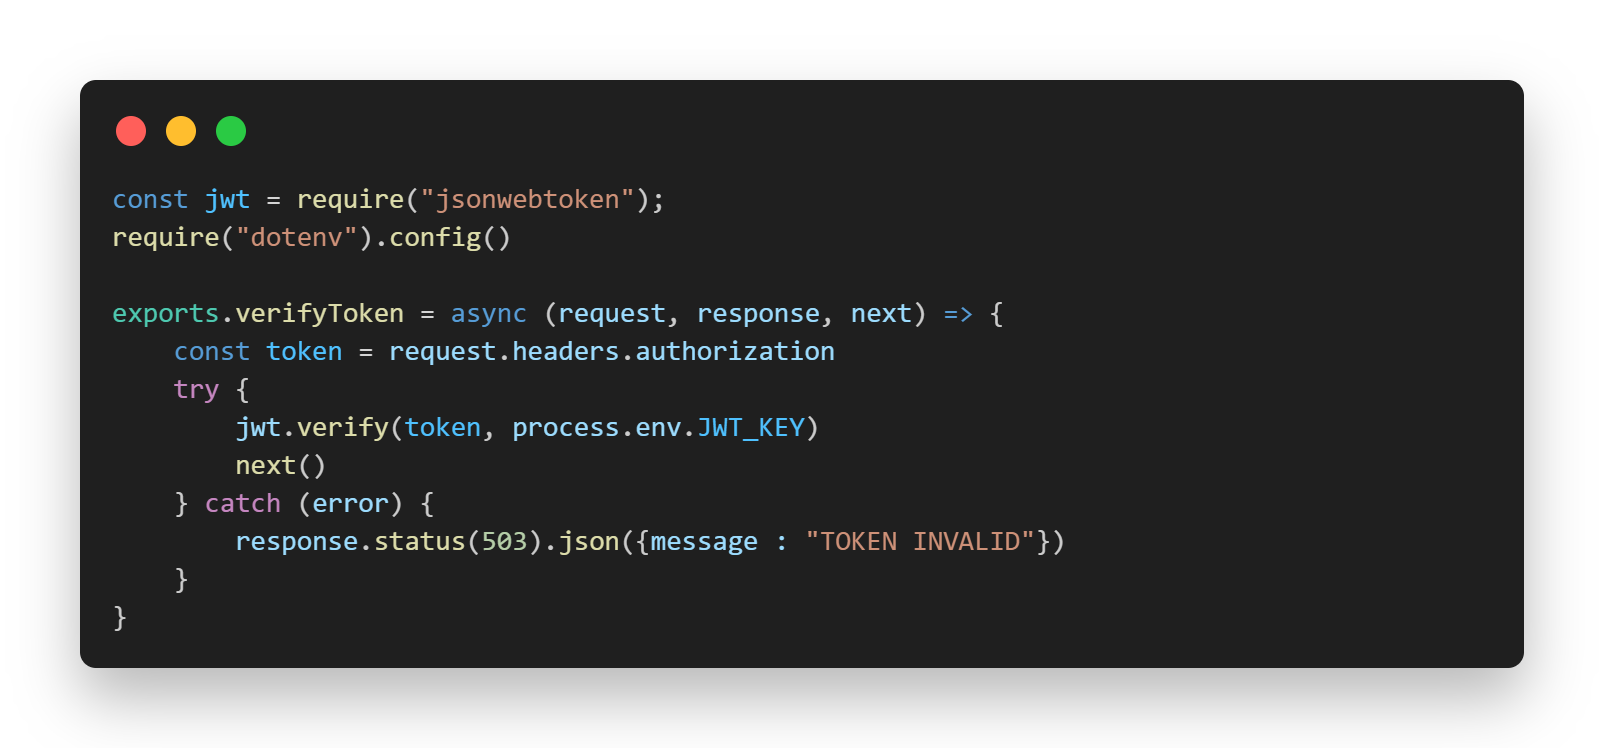 const jwt = require("jsonwebtoken");
require("dotenv").config()

exports.verifyToken = async (request, response, next) => {
    const token = request.headers.authorization
    try {
        jwt.verify(token, process.env.JWT_KEY)
        next()
    } catch (error) {
        response.status(503).json({message : "TOKEN INVALID"})
    }
}